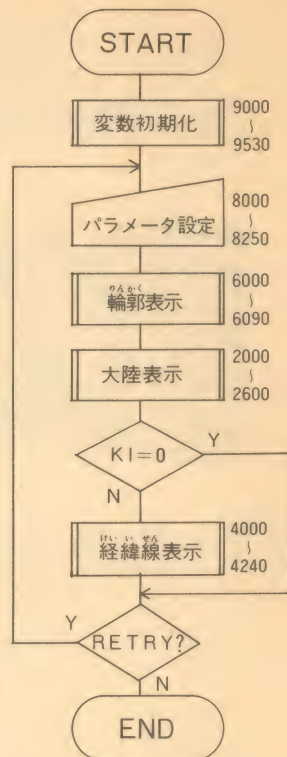 START
変数初期化
9000
〜
9530
パラメータ設定
8000
〜
8250
りんかく
輪郭表示
6000
〜
6090
大陸表示
2000
〜
2600
KI=0
Y
N
けいいせん
経緯線表示
4000
〜
4240
Y
RETRY?
N
END